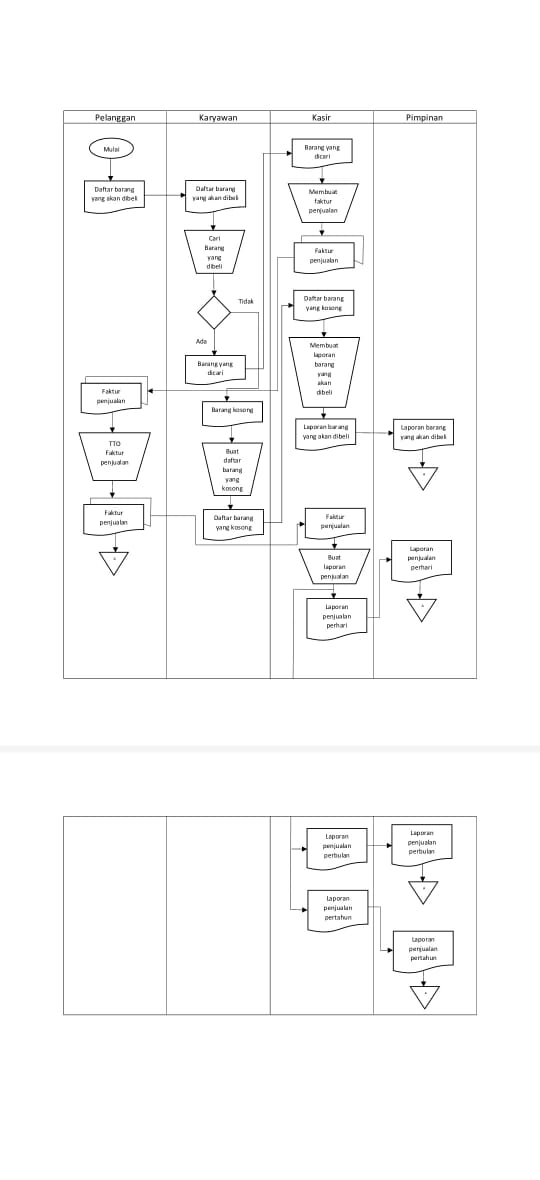 Pelanggan
Karyawan
Kasir
Pimpinan
Mulai
Daftar barang
yang akan dibeli
Daftar barang
yang akan dibeli
Cari
Barang
yang
dibeli
Tidak
Ada
Barang yang
dicari
Barang yang
dicari
Membuat
faktur
penjualan
Faktur
penjualan
Daftar barang
yang kosong
Membuat
laporan
barang
yang
akan
dibeli
Faktur
penjualan
TTD
Faktur
penjualan
Faktur
penjualan
Barang kosong
Buat
daftar
barang
yang
kosong
Daftar barang
yang kosong
Laporan barang
yang akan dibeli
Laporan barang
yang akan dibeli
Faktur
penjualan
Buat
laporan
penjualan
Laporan
penjualan
perhari
Laporan
penjualan
perhari
Laporan
penjualan
perbulan
Laporan
penjualan
perbulan
Laporan
penjualan
pertahun
Laporan
penjualan
pertahun